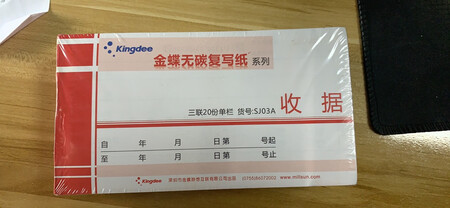 Kingdee
金蝶无碳复写纸 系列
三联20份单栏 货号:SJ03A 收据
自 年 月 日第 号起
至 年 月 日第 号止
Kingdee